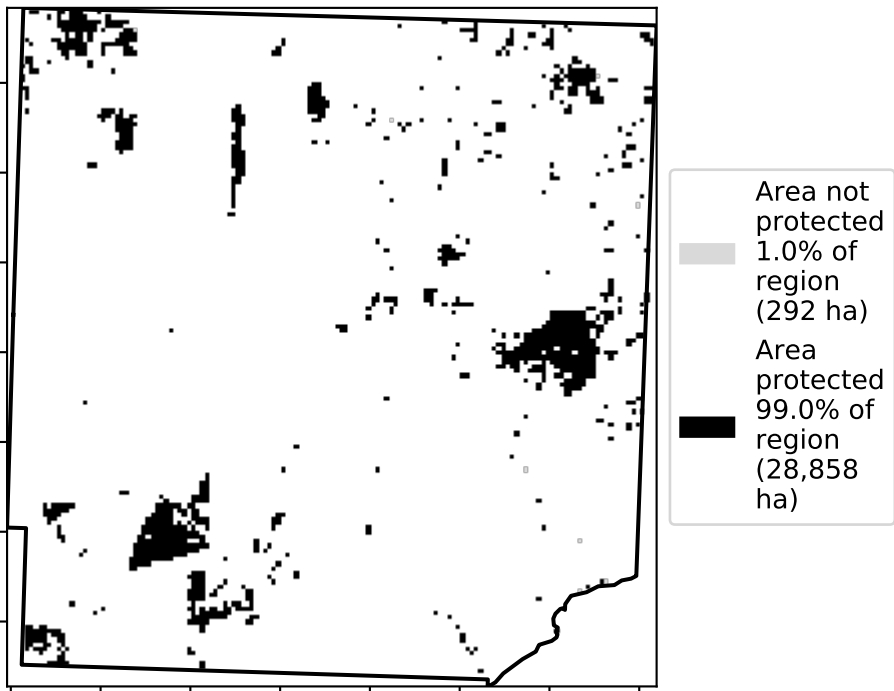 Area not
protected
1.0% of
region
(292 ha)
Area
protected
99.0% of
region
(28,858
ha)